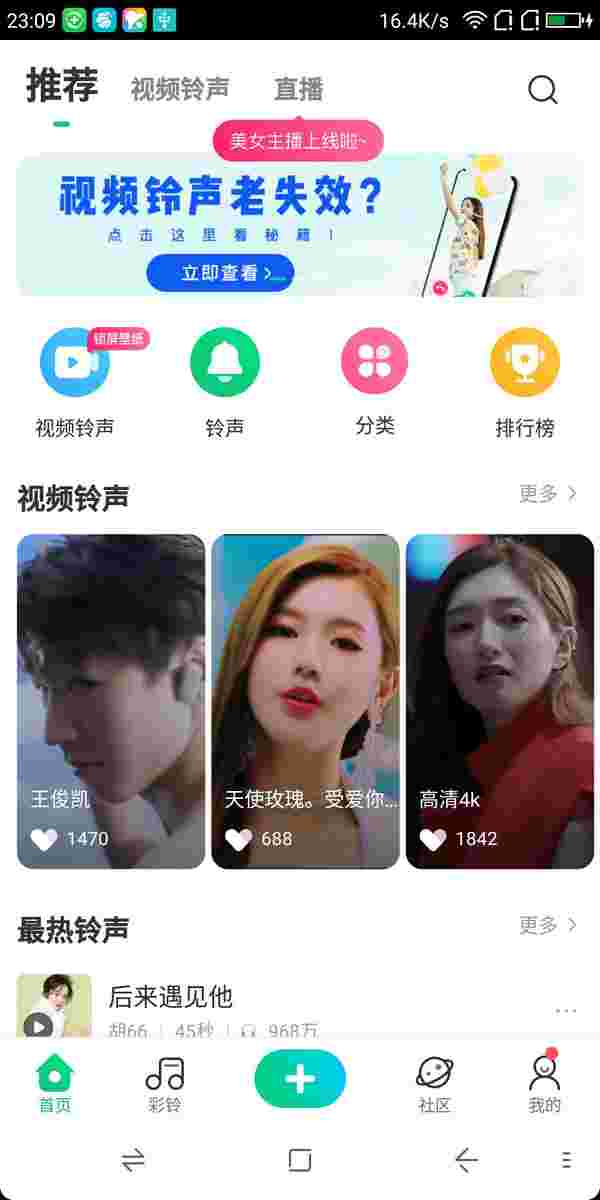 23:09
16.4K/s
推荐 视频铃声 直播
美女主播上线啦~
视频铃声老失效？
点击这里看秘籍！
立即查看
锁屏壁纸
视频铃声 铃声 分类 排行榜
视频铃声 更多
王俊凯 天使玫瑰。受爱你... 高清4k
1470 688 1842
最热铃声 更多
后来遇见他
胡66 45秒 968万
首页 彩铃 社区 我的